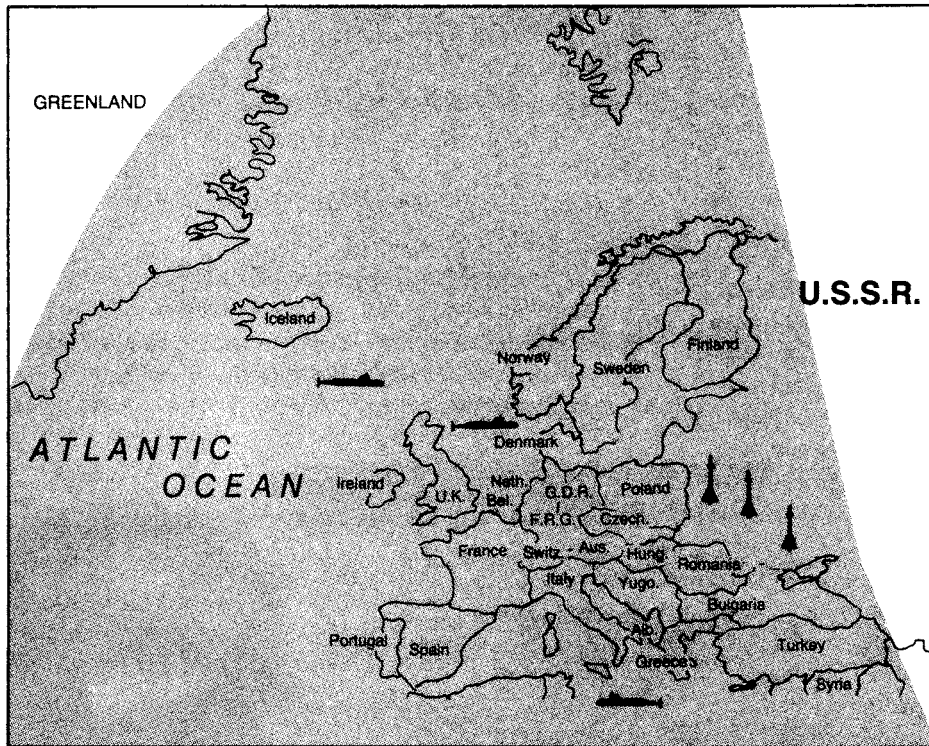 GREENLAND
U.S.S.R.
Iceland
Finland
Norway
Sweden
ATLANTIC
OCEAN
Denmark
Ireland
U.K.
Neth.
Bel.
G.D.R.
Poland
F.R.G.
Czech.
France
Switz.
Aus.
Hung.
Romania
Italy
Yugo.
Bulgaria
Alb.
Portugal
Spain
Greece
Turkey
Syria